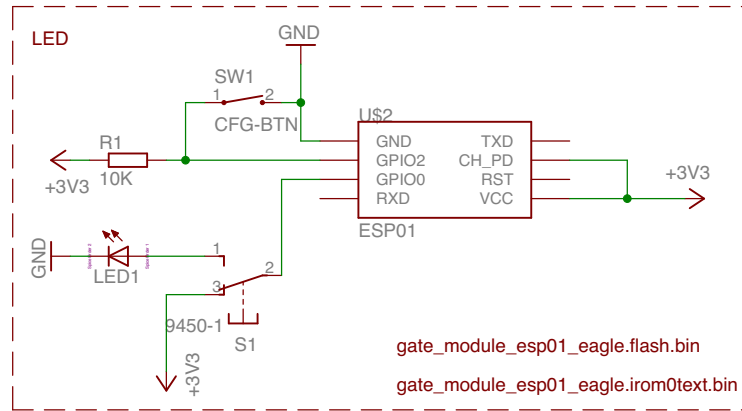 LED
GND
SW1
1 2
CFG-BTN
U$2
R1
10K
+3V3
GND TXD
GPIO2 CH_PD
GPIO0 RST
RXD VCC
ESP01
+3V3
GND
LED1
1
2
3
9450-1
S1
+3V3
gate_module_esp01_eagle.flash.bin
gate_module_esp01_eagle.irom0text.bin